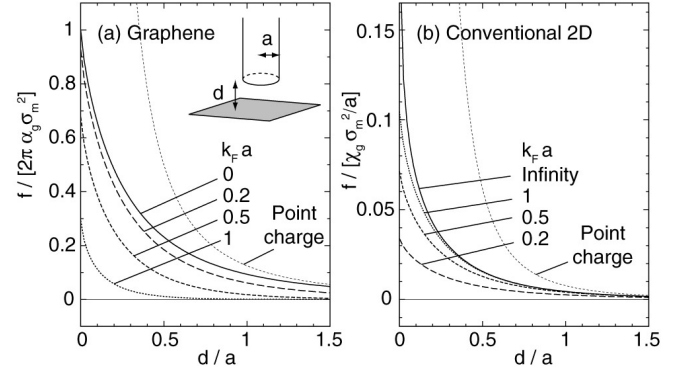 (a) Graphene
a
d
k_F a
0
0.2
0.5
1
Point
charge
f / [2π α_g σ_m^2]
1
0.8
0.6
0.4
0.2
0
0
0.5
1
1.5
d / a
(b) Conventional 2D
k_F a
Infinity
1
0.5
0.2
Point
charge
f / [χ_g σ_m^2/a]
0.15
0.1
0.05
0
0
0.5
1
1.5
d / a